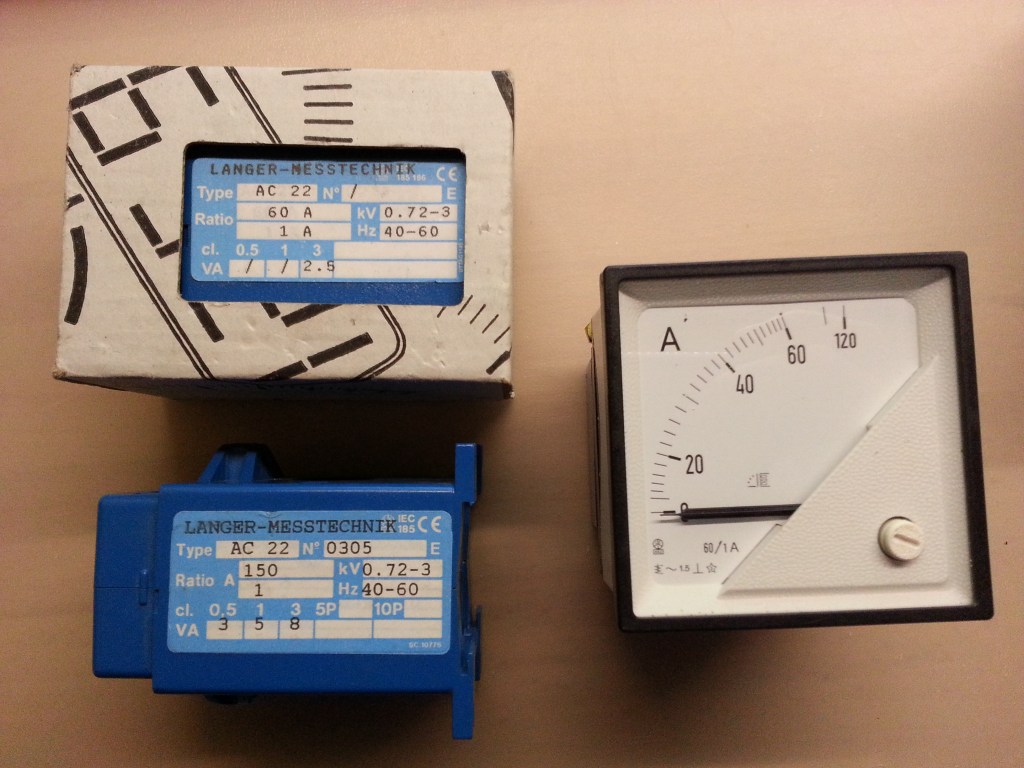 LANGER-MESSTECHNIK CE
Type AC 22 N° / E
Ratio 60 A kV 0.72-3
1 A Hz 40-60
cl. 0.5 1 3
VA / / 2.5
LANGER-MESSTECHNIK IEC 185 CE
Type AC 22 N° 0305 E
Ratio A 150 kV 0.72-3
1 Hz 40-60
cl. 0.5 1 3 5P 10P
VA 3 5 8
A
0 20 40 60 120
60/1A
~ 1.5 ⊥